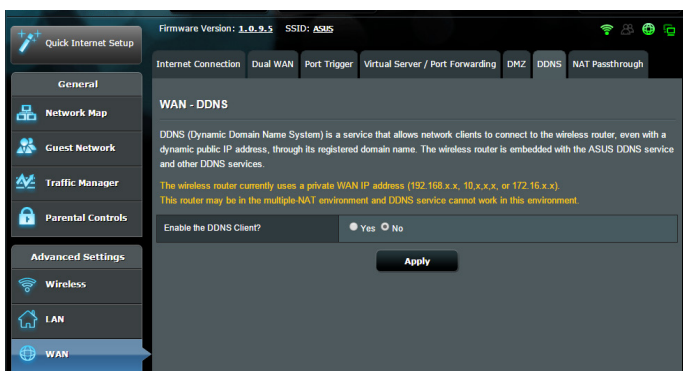 Quick Internet Setup
General
Network Map
Guest Network
Traffic Manager
Parental Controls
Advanced Settings
Wireless
LAN
WAN
Firmware Version: 1.0.9.5 SSID: ASUS
Internet Connection Dual WAN Port Trigger Virtual Server / Port Forwarding DMZ DDNS NAT Passthrough
WAN - DDNS
DDNS (Dynamic Domain Name System) is a service that allows network clients to connect to the wireless router, even with a
dynamic public IP address, through its registered domain name. The wireless router is embedded with the ASUS DDNS service
and other DDNS services.
The wireless router currently uses a private WAN IP address (192.168.x.x, 10,x,x,x, or 172.16.x.x).
This router may be in the multiple-NAT environment and DDNS service cannot work in this environment.
Enable the DDNS Client? Yes No
Apply